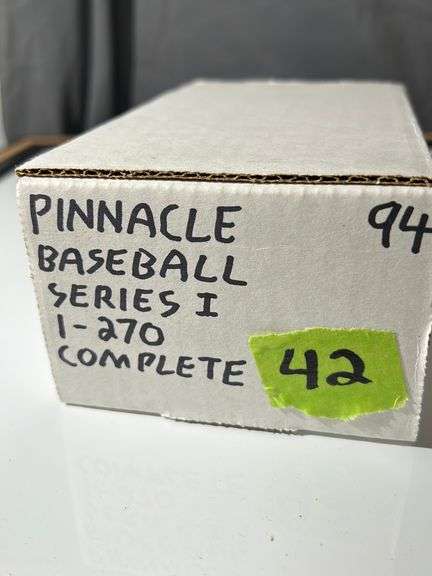 PINNACLE 94
BASEBALL
SERIES I
1-270
COMPLETE 42